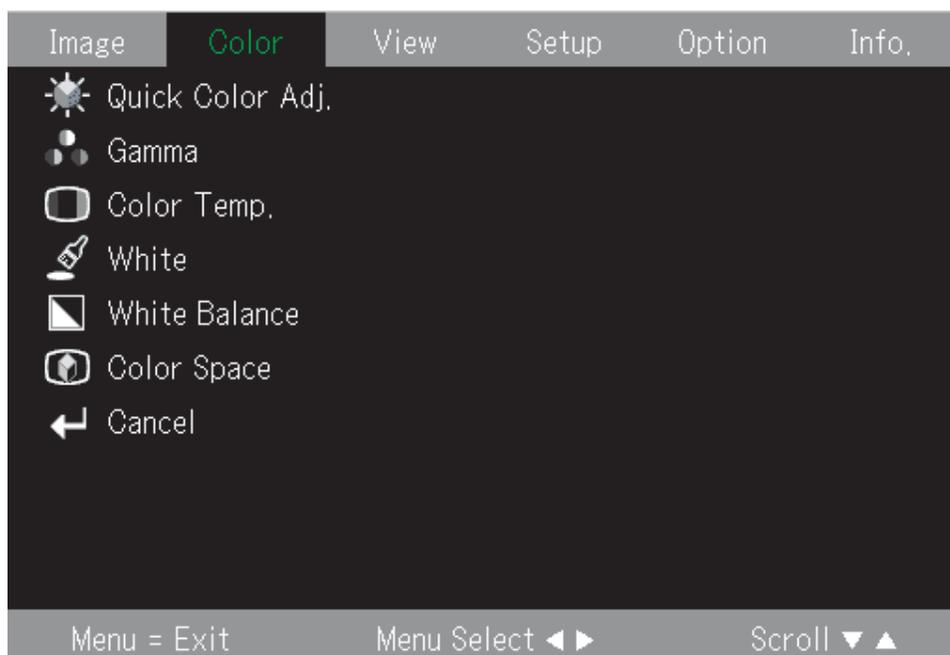 Image Color View Setup Option Info.
Quick Color Adj.
Gamma
Color Temp.
White
White Balance
Color Space
Cancel
Menu = Exit Menu Select ◀ ▶ Scroll ▼ ▲